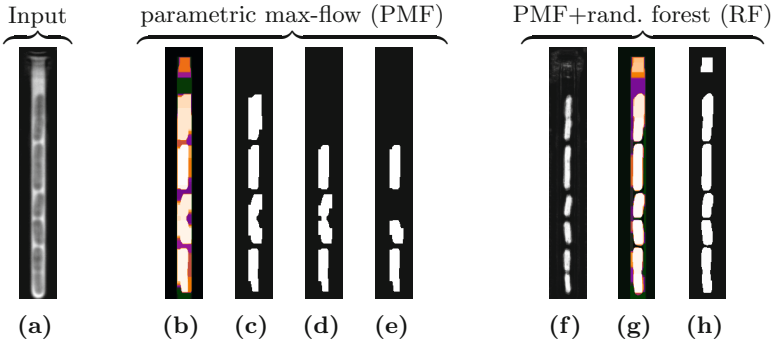 Input parametric max-flow (PMF) PMF+rand. forest (RF)
(a) (b) (c) (d) (e) (f) (g) (h)